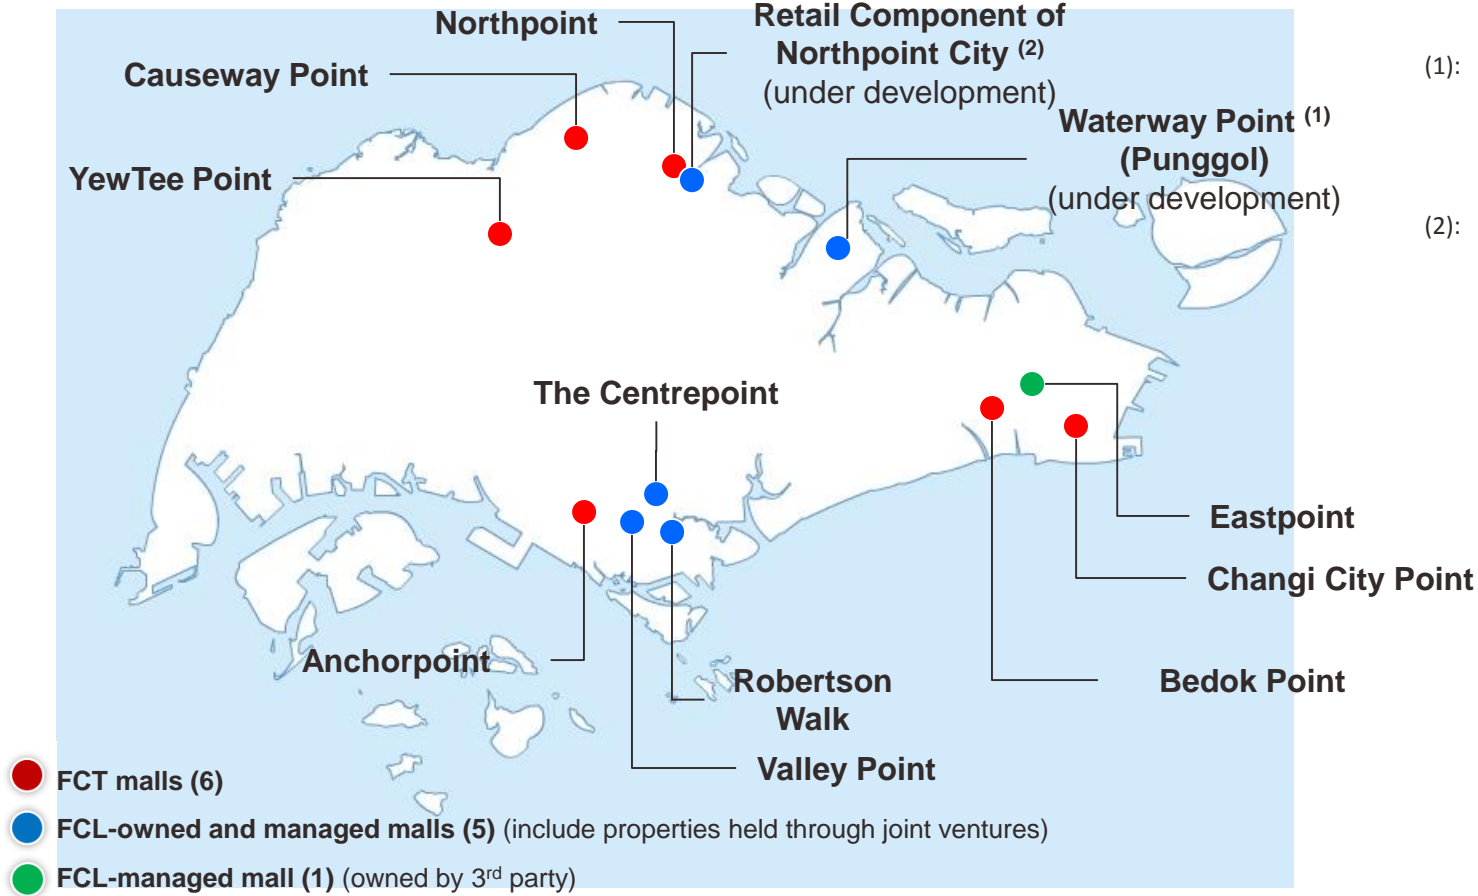 Northpoint
Retail Component of
Northpoint City (2)
(under development)
Causeway Point
(1):
Waterway Point (1)
(Punggol)
(under development)
YewTee Point
(2):
The Centrepoint
Eastpoint
Changi City Point
Anchorpoint
Robertson
Walk
Bedok Point
Valley Point
FCT malls (6)
FCL-owned and managed malls (5) (include properties held through joint ventures)
FCL-managed mall (1) (owned by 3rd party)